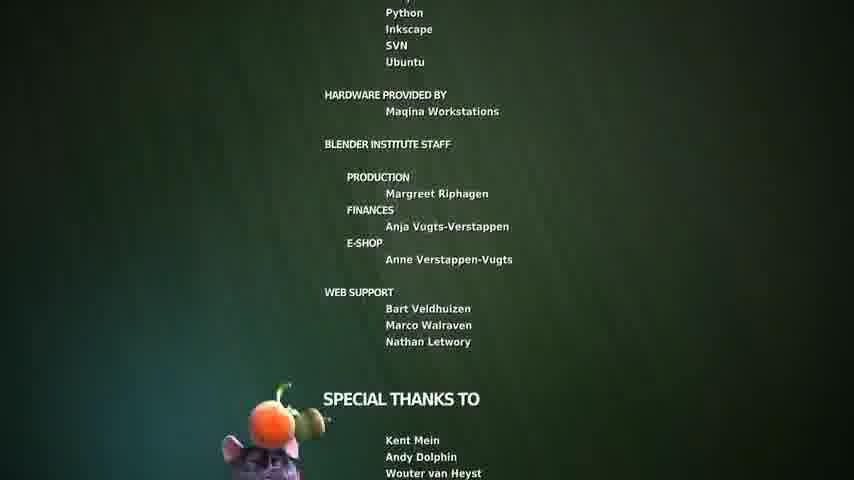 Python
Inkscape
SVN
Ubuntu
HARDWARE PROVIDED BY
Maqina Workstations
BLENDER INSTITUTE STAFF
PRODUCTION
Margreet Riphagen
FINANCES
Anja Vugts-Verstappen
E-SHOP
Anne Verstappen-Vugts
WEB SUPPORT
Bart Veldhuizen
Marco Walraven
Nathan Letwory
SPECIAL THANKS TO
Kent Mein
Andy Dolphin
Wouter van Heyst